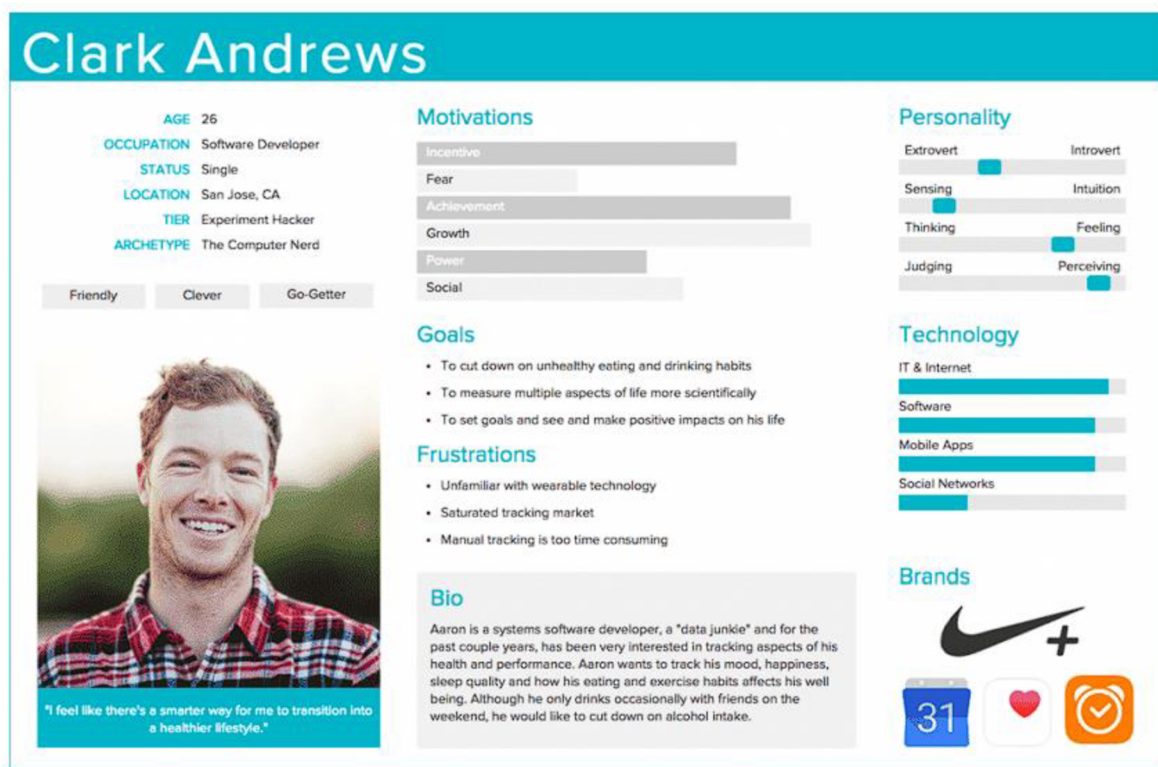 Clark Andrews
AGE 26
OCCUPATION Software Developer
STATUS Single
LOCATION San Jose, CA
TIER Experiment Hacker
ARCHETYPE The Computer Nerd
Friendly Clever Go-Getter
"I feel like there's a smarter way for me to transition into
a healthier lifestyle."
Motivations
Incentive
Fear
Achievement
Growth
Power
Social
Goals
• To cut down on unhealthy eating and drinking habits
• To measure multiple aspects of life more scientifically
• To set goals and see and make positive impacts on his life
Frustrations
• Unfamiliar with wearable technology
• Saturated tracking market
• Manual tracking is too time consuming
Bio
Aaron is a systems software developer, a "data junkie" and for the
past couple years, has been very interested in tracking aspects of his
health and performance. Aaron wants to track his mood, happiness,
sleep quality and how his eating and exercise habits affects his well
being. Although he only drinks occasionally with friends on the
weekend, he would like to cut down on alcohol intake.
Personality
Extrovert Introvert
Sensing Intuition
Thinking Feeling
Judging Perceiving
Technology
IT & Internet
Software
Mobile Apps
Social Networks
Brands
+
31